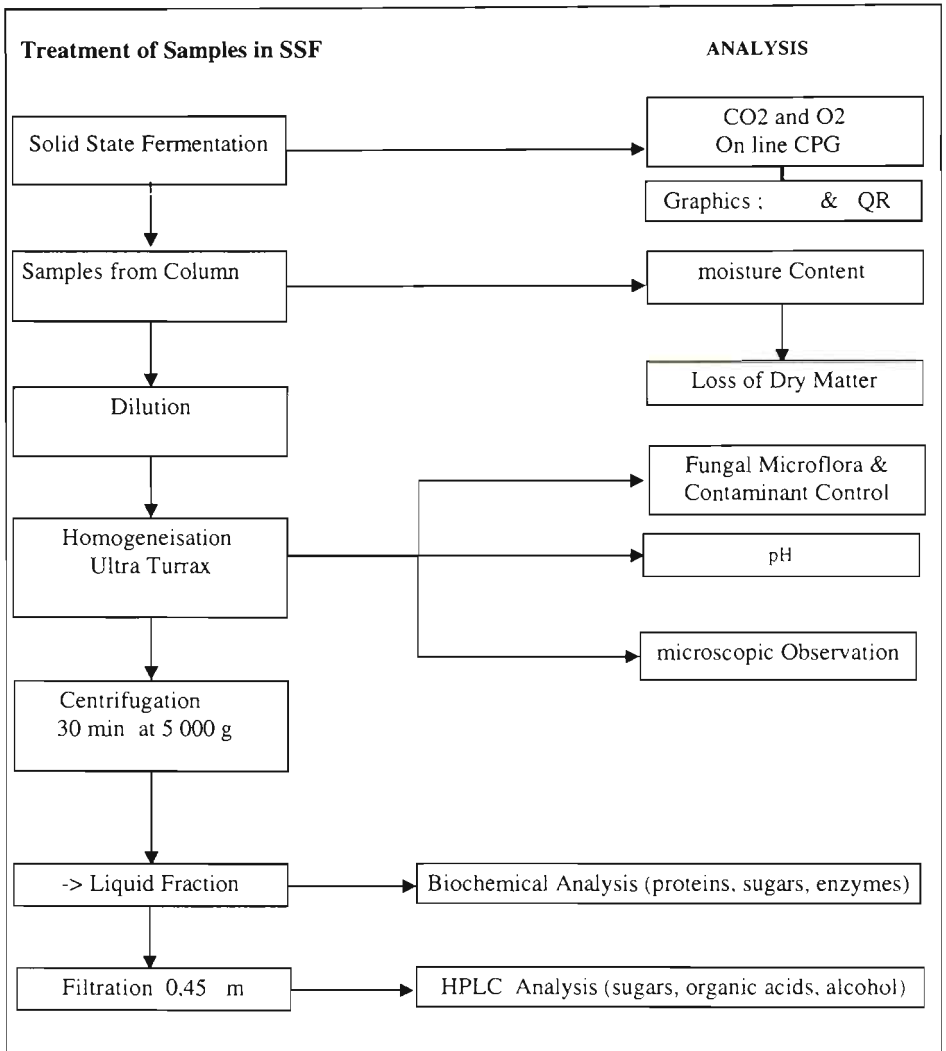 Treatment of Samples in SSF
ANALYSIS
Solid State Fermentation
CO2 and O2
On line CPG
Graphics ; & QR
Samples from Column
moisture Content
Loss of Dry Matter
Dilution
Fungal Microflora &
Contaminant Control
Homogeneisation
Ultra Turrax
pH
microscopic Observation
Centrifugation
30 min at 5 000 g
-> Liquid Fraction
Biochemical Analysis (proteins, sugars, enzymes)
Filtration 0,45 m
HPLC Analysis (sugars, organic acids, alcohol)